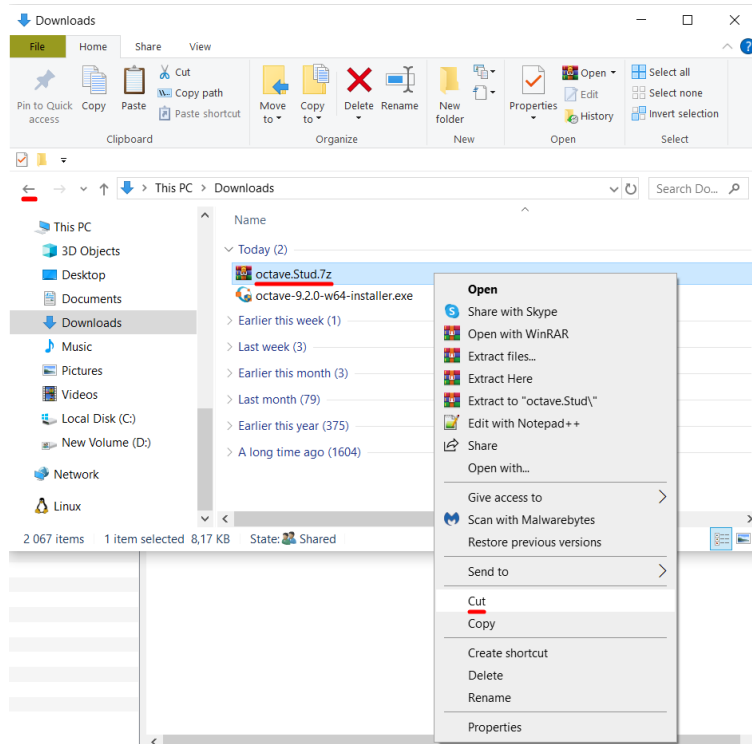 Downloads
File Home Share View
Pin to Quick access
Copy
Paste
Cut
Copy path
Paste shortcut
Move to
Copy to
Delete
Rename
New folder
Properties
Open
Edit
History
Select all
Select none
Invert selection
Clipboard Organize New Open Select
This PC > Downloads
Search Do...
This PC
3D Objects
Desktop
Documents
Downloads
Music
Pictures
Videos
Local Disk (C:)
New Volume (D:)
Network
Linux
Name
Today (2)
octave.Stud.7z
octave-9.2.0-w64-installer.exe
Earlier this week (1)
Last week (3)
Earlier this month (3)
Last month (79)
Earlier this year (375)
A long time ago (1604)
Open
Share with Skype
Open with WinRAR
Extract files...
Extract Here
Extract to "octave.Stud\"
Edit with Notepad++
Share
Open with...
Give access to
Scan with Malwarebytes
Restore previous versions
Send to
Cut
Copy
Create shortcut
Delete
Rename
Properties
2 067 items 1 item selected 8,17 KB State: Shared